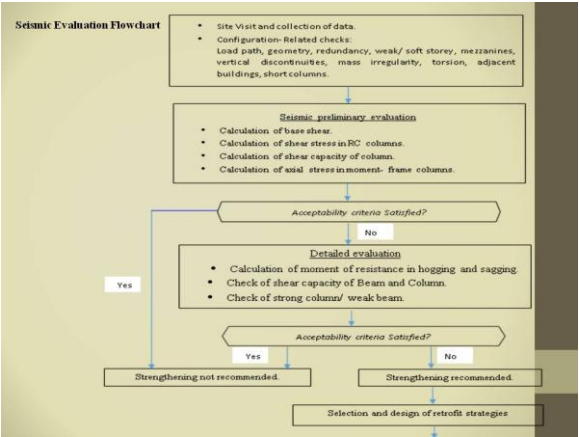 Seismic Evaluation Flowchart
• Site Visit and collection of data.
• Configuration- Related checks:
Load path, geometry, redundancy, weak/ soft storey, mezzanines,
vertical discontinuities, mass irregularity, torsion, adjacent
buildings, short columns.
Seismic preliminary evaluation
• Calculation of base shear.
• Calculation of shear stress in RC columns.
• Calculation of shear capacity of column.
• Calculation of axial stress in moment- frame columns.
Acceptability criteria Satisfied?
No
Detailed evaluation
• Calculation of moment of resistance in hogging and sagging.
• Check of shear capacity of Beam and Column.
• Check of strong column/ weak beam.
Yes
Acceptability criteria Satisfied?
Yes
No
Strengthening not recommended.
Strengthening recommended.
Selection and design of retrofit strategies